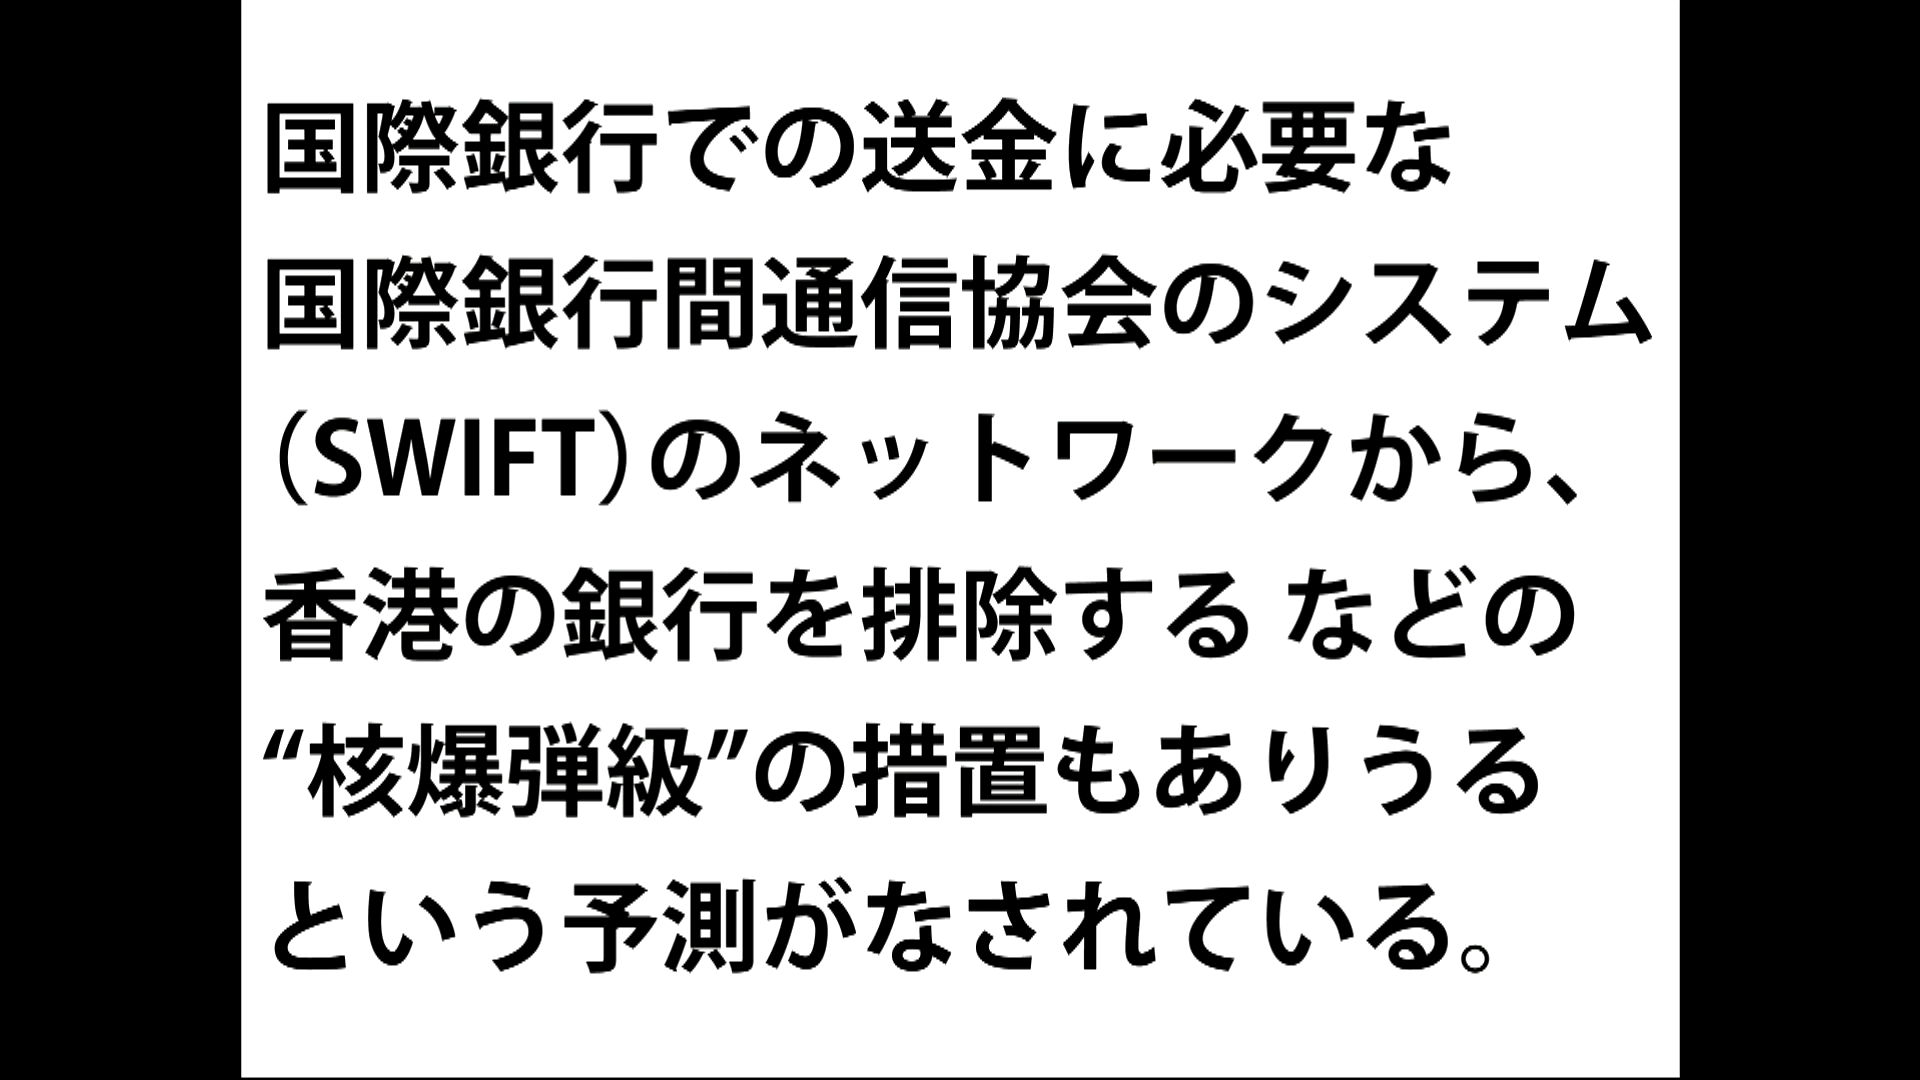 国際銀行での送金に必要な
国際銀行間通信協会のシステム
（SWIFT）のネットワークから、
香港の銀行を排除する などの
“核爆弾級”の措置もありうる
という予測がなされている。